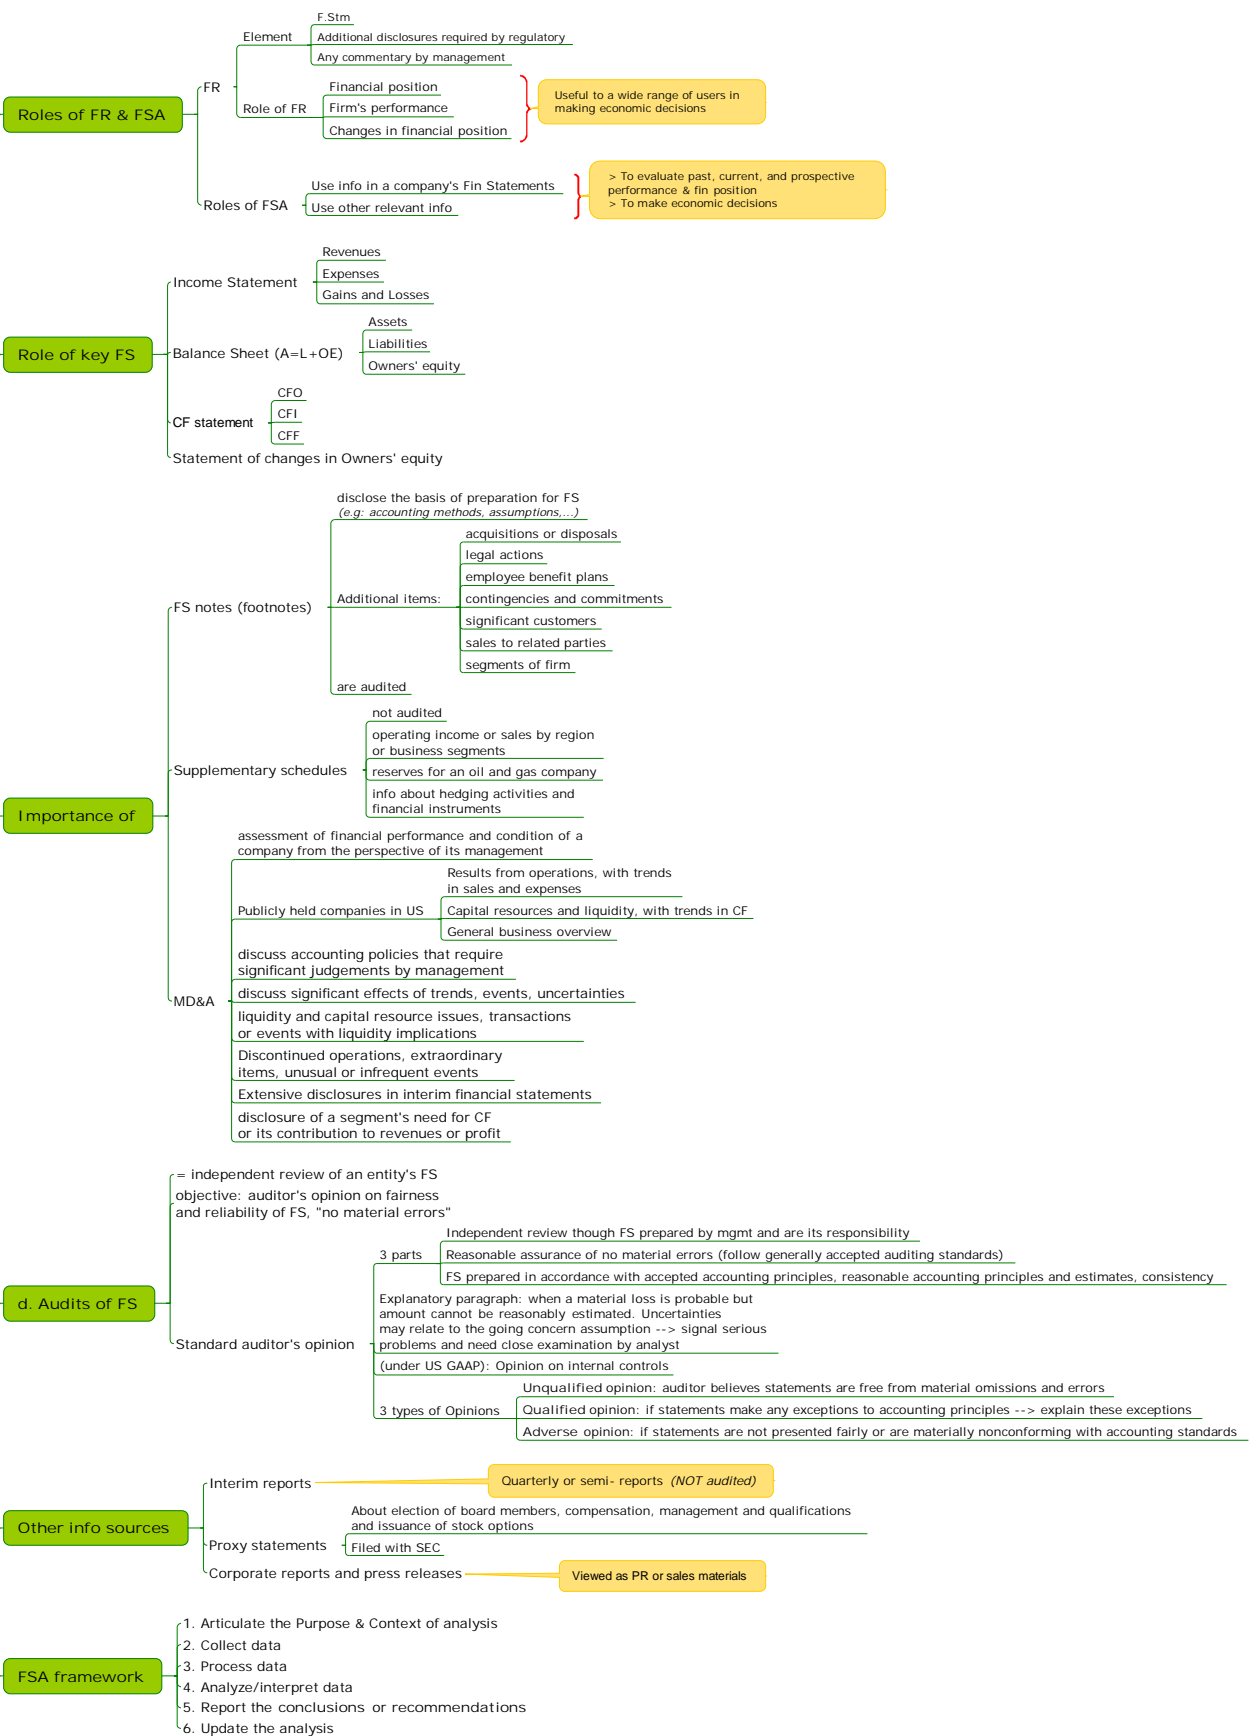 Roles of FR & FSA
FR
Element
F.Stm
Additional disclosures required by regulatory
Any commentary by management
Role of FR
Financial position
Firm's performance
Changes in financial position
Useful to a wide range of users in
making economic decisions
Roles of FSA
Use info in a company's Fin Statements
Use other relevant info
> To evaluate past, current, and prospective
performance & fin position
> To make economic decisions
Role of key FS
Income Statement
Revenues
Expenses
Gains and Losses
Balance Sheet (A=L+OE)
Assets
Liabilities
Owners' equity
CF statement
CFO
CFI
CFF
Statement of changes in Owners' equity
Importance of
FS notes (footnotes)
disclose the basis of preparation for FS
(e.g: accounting methods, assumptions,...)
Additional items:
acquisitions or disposals
legal actions
employee benefit plans
contingencies and commitments
significant customers
sales to related parties
segments of firm
are audited
Supplementary schedules
not audited
operating income or sales by region
or business segments
reserves for an oil and gas company
info about hedging activities and
financial instruments
MD&A
assessment of financial performance and condition of a
company from the perspective of its management
Publicly held companies in US
Results from operations, with trends
in sales and expenses
Capital resources and liquidity, with trends in CF
General business overview
discuss accounting policies that require
significant judgements by management
discuss significant effects of trends, events, uncertainties
liquidity and capital resource issues, transactions
or events with liquidity implications
Discontinued operations, extraordinary
items, unusual or infrequent events
Extensive disclosures in interim financial statements
disclosure of a segment's need for CF
or its contribution to revenues or profit
d. Audits of FS
= independent review of an entity's FS
objective: auditor's opinion on fairness
and reliability of FS, "no material errors"
Standard auditor's opinion
3 parts
Independent review though FS prepared by mgmt and are its responsibility
Reasonable assurance of no material errors (follow generally accepted auditing standards)
FS prepared in accordance with accepted accounting principles, reasonable accounting principles and estimates, consistency
Explanatory paragraph: when a material loss is probable but
amount cannot be reasonably estimated. Uncertainties
may relate to the going concern assumption --> signal serious
problems and need close examination by analyst
(under US GAAP): Opinion on internal controls
3 types of Opinions
Unqualified opinion: auditor believes statements are free from material omissions and errors
Qualified opinion: if statements make any exceptions to accounting principles --> explain these exceptions
Adverse opinion: if statements are not presented fairly or are materially nonconforming with accounting standards
Other info sources
Interim reports
Quarterly or semi- reports (NOT audited)
Proxy statements
About election of board members, compensation, management and qualifications
and issuance of stock options
Filed with SEC
Corporate reports and press releases
Viewed as PR or sales materials
FSA framework
1. Articulate the Purpose & Context of analysis
2. Collect data
3. Process data
4. Analyze/interpret data
5. Report the conclusions or recommendations
6. Update the analysis